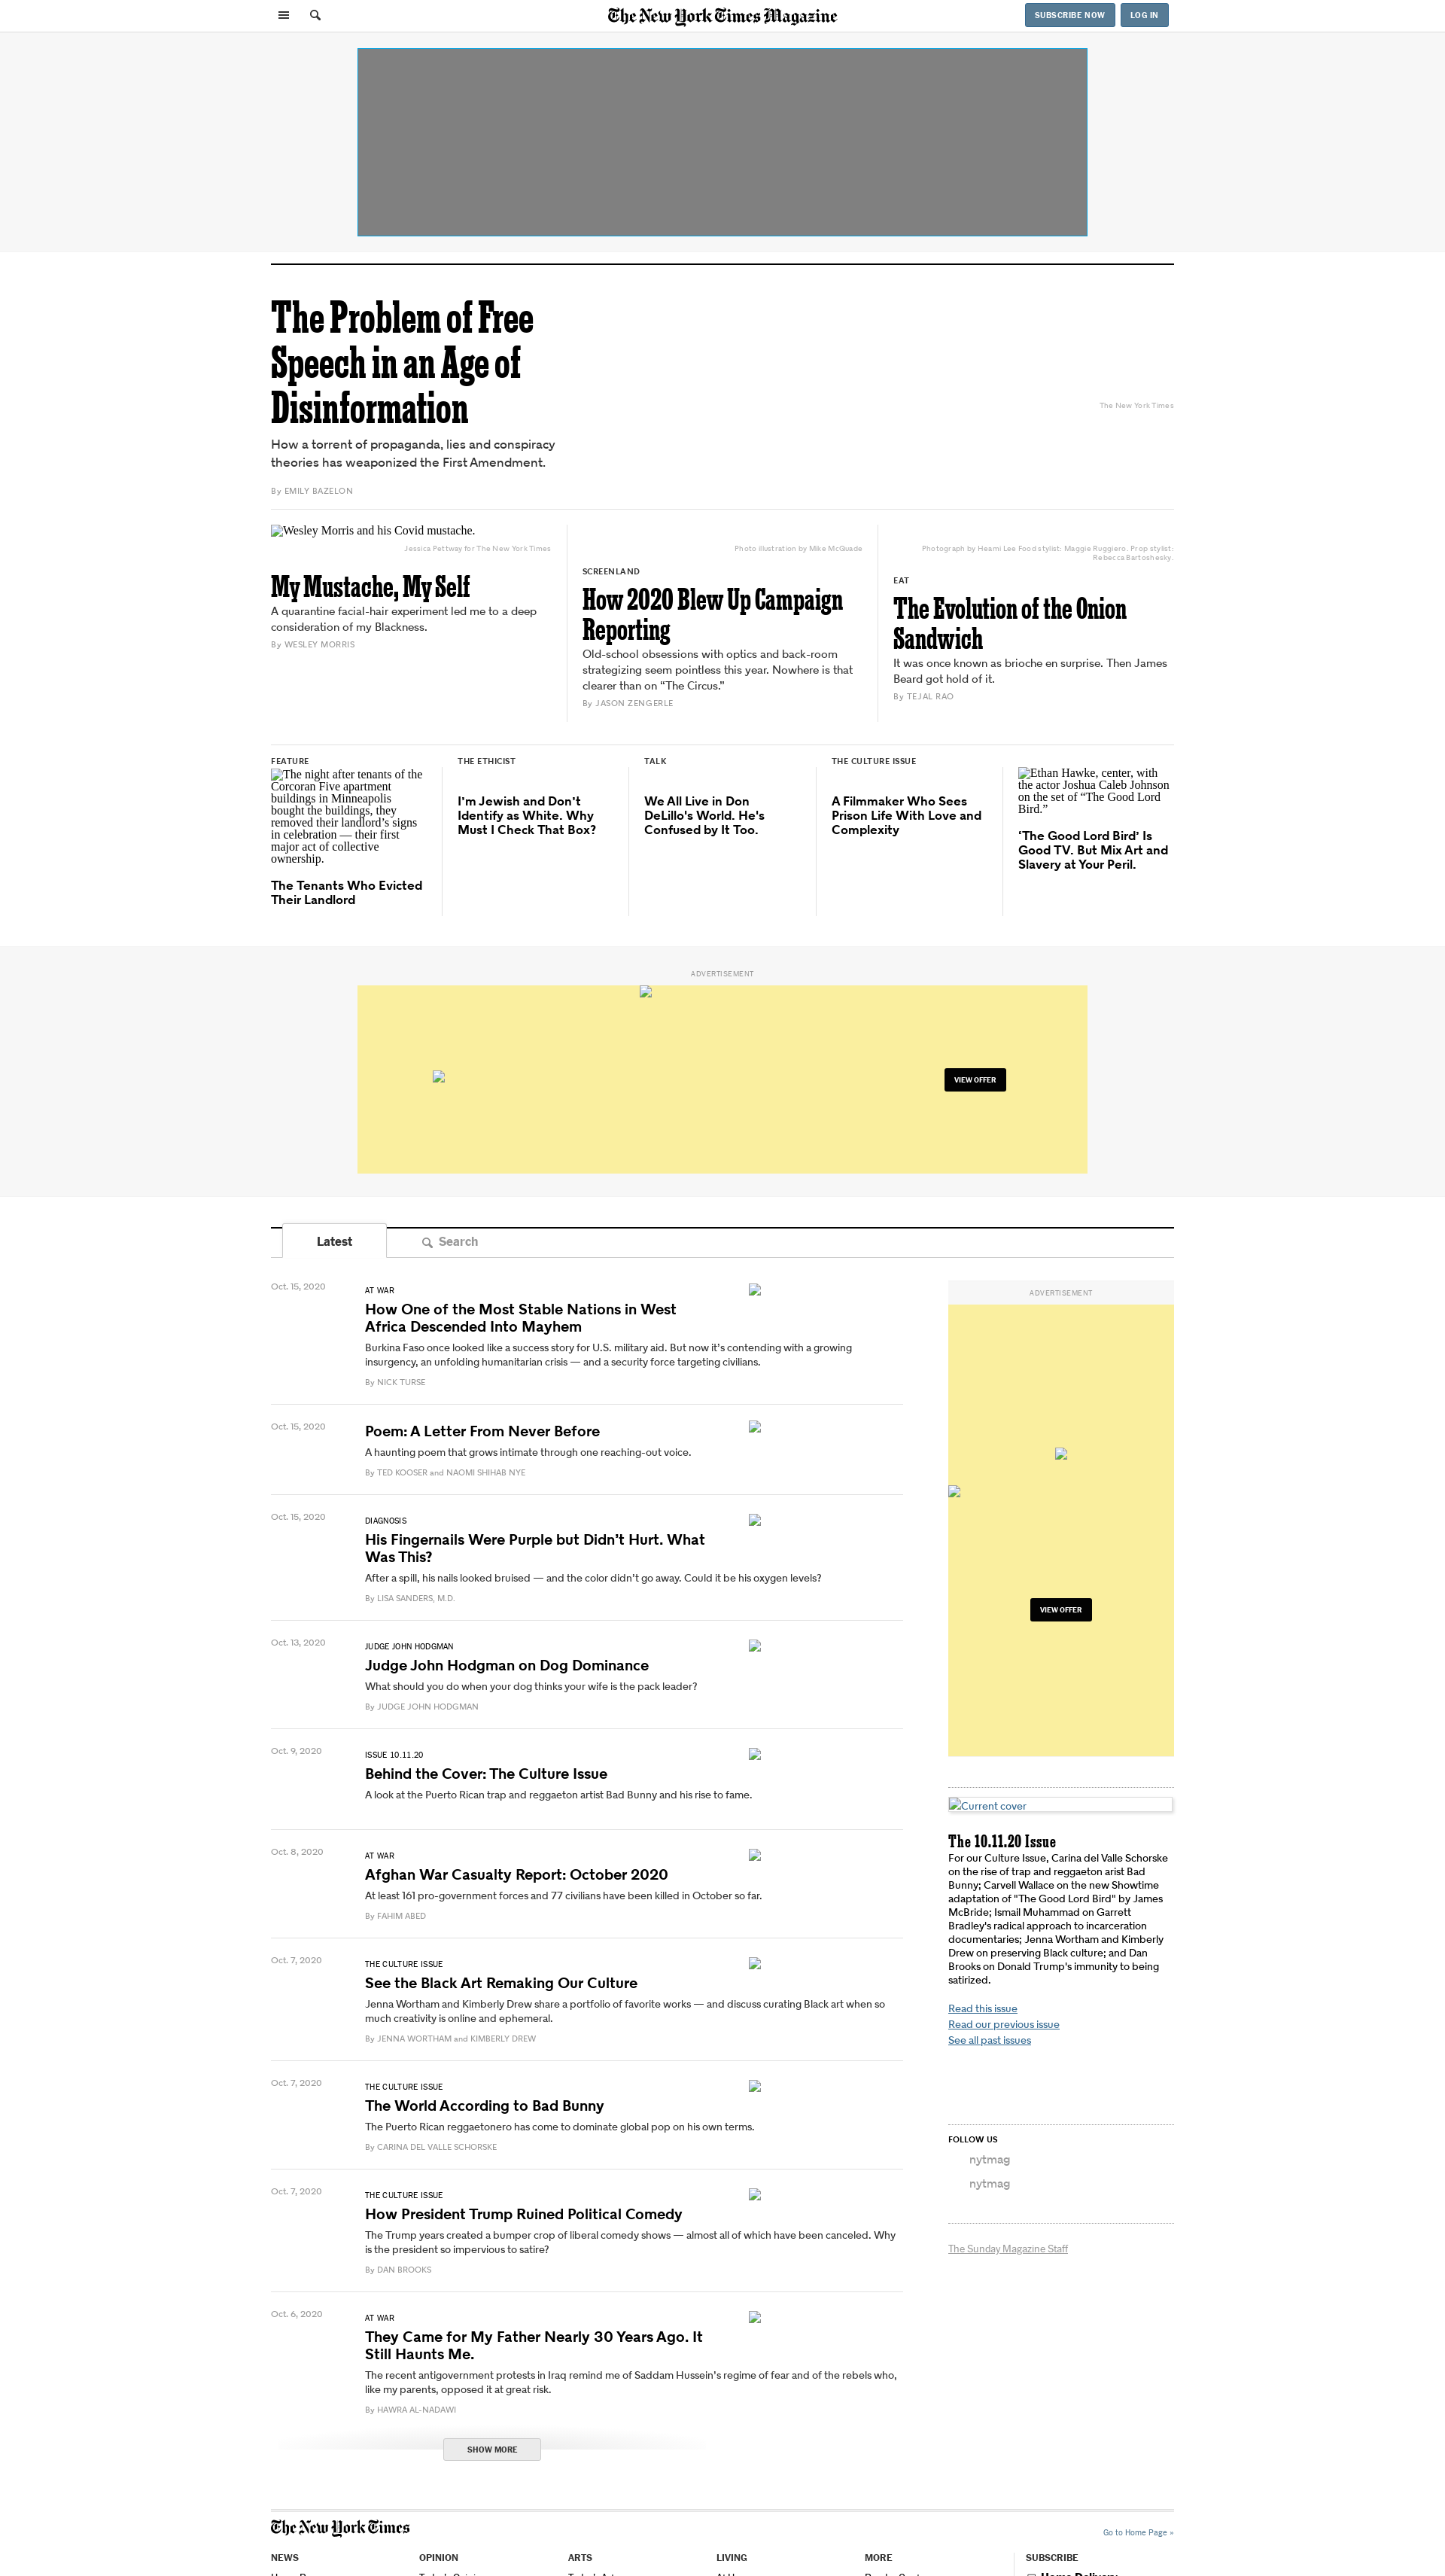 The New York Times Magazine
SUBSCRIBE NOW
LOG IN
The Problem of Free
Speech in an Age of
Disinformation
How a torrent of propaganda, lies and conspiracy
theories has weaponized the First Amendment.
By EMILY BAZELON
The New York Times
Wesley Morris and his Covid mustache.
Jessica Pettway for The New York Times
My Mustache, My Self
A quarantine facial-hair experiment led me to a deep
consideration of my Blackness.
By WESLEY MORRIS
Photo illustration by Mike McQuade
SCREENLAND
How 2020 Blew Up Campaign
Reporting
Old-school obsessions with optics and back-room
strategizing seem pointless this year. Nowhere is that
clearer than on “The Circus.”
By JASON ZENGERLE
Photograph by Heami Lee Food stylist: Maggie Ruggiero. Prop stylist:
Rebecca Bartoshesky.
EAT
The Evolution of the Onion
Sandwich
It was once known as brioche en surprise. Then James
Beard got hold of it.
By TEJAL RAO
FEATURE
The night after tenants of the
Corcoran Five apartment
buildings in Minneapolis
bought the buildings, they
removed their landlord’s signs
in celebration — their first
major act of collective
ownership.
The Tenants Who Evicted
Their Landlord
THE ETHICIST
I’m Jewish and Don’t
Identify as White. Why
Must I Check That Box?
TALK
We All Live in Don
DeLillo's World. He's
Confused by It Too.
THE CULTURE ISSUE
A Filmmaker Who Sees
Prison Life With Love and
Complexity
Ethan Hawke, center, with
the actor Joshua Caleb Johnson
on the set of “The Good Lord
Bird.”
‘The Good Lord Bird’ Is
Good TV. But Mix Art and
Slavery at Your Peril.
ADVERTISEMENT
VIEW OFFER
Latest
Search
Oct. 15, 2020
AT WAR
How One of the Most Stable Nations in West
Africa Descended Into Mayhem
Burkina Faso once looked like a success story for U.S. military aid. But now it’s contending with a growing
insurgency, an unfolding humanitarian crisis — and a security force targeting civilians.
By NICK TURSE
Oct. 15, 2020
Poem: A Letter From Never Before
A haunting poem that grows intimate through one reaching-out voice.
By TED KOOSER and NAOMI SHIHAB NYE
Oct. 15, 2020
DIAGNOSIS
His Fingernails Were Purple but Didn’t Hurt. What
Was This?
After a spill, his nails looked bruised — and the color didn’t go away. Could it be his oxygen levels?
By LISA SANDERS, M.D.
Oct. 13, 2020
JUDGE JOHN HODGMAN
Judge John Hodgman on Dog Dominance
What should you do when your dog thinks your wife is the pack leader?
By JUDGE JOHN HODGMAN
Oct. 9, 2020
ISSUE 10.11.20
Behind the Cover: The Culture Issue
A look at the Puerto Rican trap and reggaeton artist Bad Bunny and his rise to fame.
Oct. 8, 2020
AT WAR
Afghan War Casualty Report: October 2020
At least 161 pro-government forces and 77 civilians have been killed in October so far.
By FAHIM ABED
Oct. 7, 2020
THE CULTURE ISSUE
See the Black Art Remaking Our Culture
Jenna Wortham and Kimberly Drew share a portfolio of favorite works — and discuss curating Black art when so
much creativity is online and ephemeral.
By JENNA WORTHAM and KIMBERLY DREW
Oct. 7, 2020
THE CULTURE ISSUE
The World According to Bad Bunny
The Puerto Rican reggaetonero has come to dominate global pop on his own terms.
By CARINA DEL VALLE SCHORSKE
Oct. 7, 2020
THE CULTURE ISSUE
How President Trump Ruined Political Comedy
The Trump years created a bumper crop of liberal comedy shows — almost all of which have been canceled. Why
is the president so impervious to satire?
By DAN BROOKS
Oct. 6, 2020
AT WAR
They Came for My Father Nearly 30 Years Ago. It
Still Haunts Me.
The recent antigovernment protests in Iraq remind me of Saddam Hussein’s regime of fear and of the rebels who,
like my parents, opposed it at great risk.
By HAWRA AL-NADAWI
SHOW MORE
ADVERTISEMENT
VIEW OFFER
Current cover
The 10.11.20 Issue
For our Culture Issue, Carina del Valle Schorske
on the rise of trap and reggaeton arist Bad
Bunny; Carvell Wallace on the new Showtime
adaptation of "The Good Lord Bird" by James
McBride; Ismail Muhammad on Garrett
Bradley's radical approach to incarceration
documentaries; Jenna Wortham and Kimberly
Drew on preserving Black culture; and Dan
Brooks on Donald Trump's immunity to being
satirized.
Read this issue
Read our previous issue
See all past issues
FOLLOW US
nytmag
nytmag
The Sunday Magazine Staff
The New York Times
Go to Home Page »
NEWS
OPINION
ARTS
LIVING
MORE
SUBSCRIBE